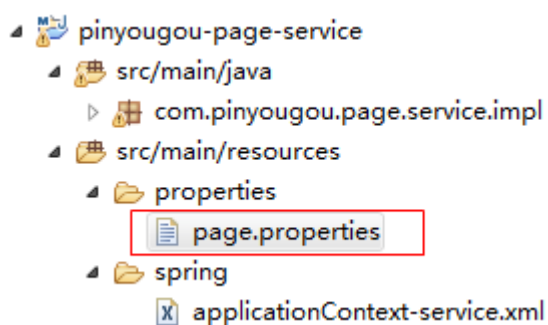 pinyougou-page-service
src/main/java
com.pinyougou.page.service.impl
src/main/resources
properties
page.properties
spring
applicationContext-service.xml